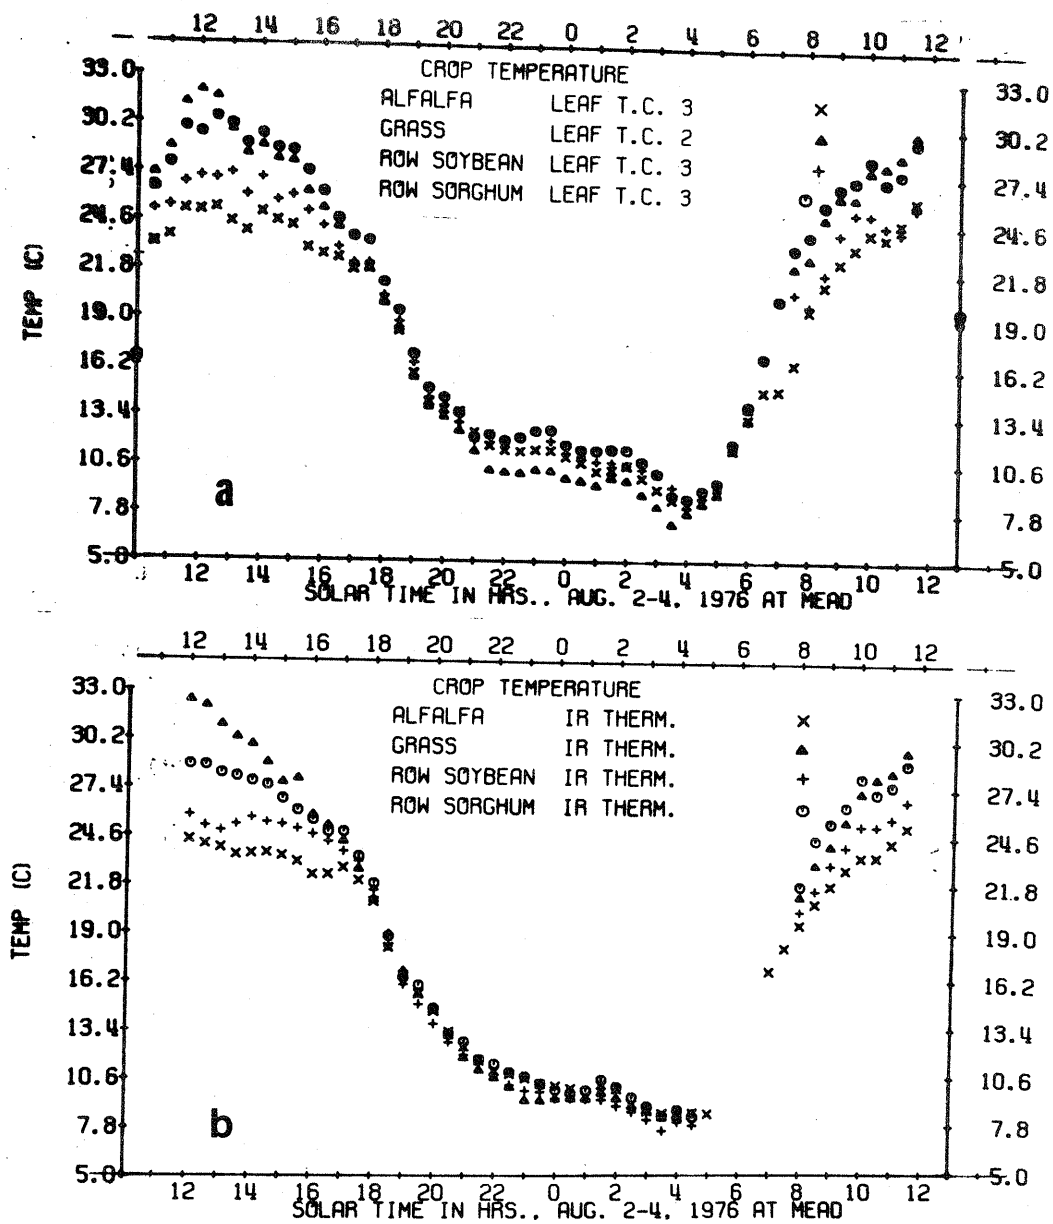 12 14 16 18 20 22 0 2 4 6 8 10 12
CROP TEMPERATURE
ALFALFA LEAF T.C. 3
GRASS LEAF T.C. 2
ROW SOYBEAN LEAF T.C. 3
ROW SORGHUM LEAF T.C. 3
33.0 33.0
30.2 30.2
27.4 27.4
24.6 24.6
21.8 21.8
TEMP (C)
19.0 19.0
16.2 16.2
13.4 13.4
10.6 10.6
7.8 7.8
5.0 5.0
a
12 14 16 18 20 22 0 2 4 6 8 10 12
SOLAR TIME IN HRS., AUG. 2-4, 1976 AT MEAD
12 14 16 18 20 22 0 2 4 6 8 10 12
CROP TEMPERATURE
ALFALFA IR THERM.
GRASS IR THERM.
ROW SOYBEAN IR THERM.
ROW SORGHUM IR THERM.
33.0 33.0
30.2 30.2
27.4 27.4
24.6 24.6
21.8 21.8
TEMP (C)
19.0 19.0
16.2 16.2
13.4 13.4
10.6 10.6
7.8 7.8
5.0 5.0
b
12 14 16 18 20 22 0 2 4 6 8 10 12
SOLAR TIME IN HRS., AUG. 2-4, 1976 AT MEAD